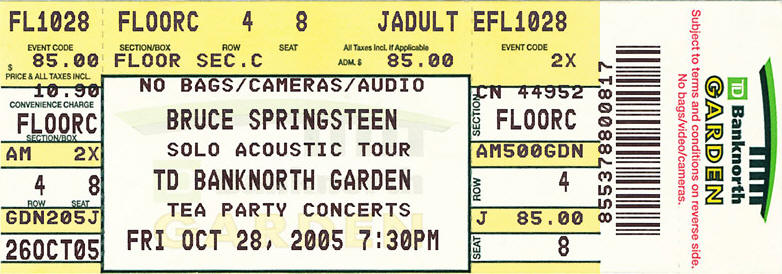 FL1028 FLOORC 4 8 JADULT EFL1028
EVENT CODE SECTION/BOX ROW SEAT All Taxes Incl. if Applicable EVENT CODE
$ 85.00 FLOOR SEC.C ADM.$ 85.00 2X
PRICE & ALL TAXES INCL.
10.90 NO BAGS/CAMERAS/AUDIO CN 44952
CONVENIENCE CHARGE
FLOORC BRUCE SPRINGSTEEN SECTION FLOORC
SECTION/BOX
AM 2X SOLO ACOUSTIC TOUR AM500GDN
4 8 TD BANKNORTH GARDEN ROW 4
ROW SEAT
GDN205J TEA PARTY CONCERTS J 85.00
26OCT05 FRI OCT 28, 2005 7:30PM SEAT 8
855378800817
Subject to terms and conditions on reverse side.
No bags/video/cameras.
TD Banknorth
GARDEN